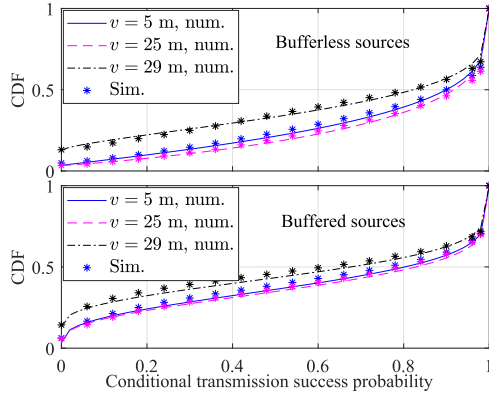 1
0.5
0
CDF
v = 5 m, num.
v = 25 m, num.
v = 29 m, num.
Sim.
Bufferless sources
1
0.5
0
CDF
v = 5 m, num.
v = 25 m, num.
v = 29 m, num.
Sim.
Buffered sources
0 0.2 0.4 0.6 0.8 1
Conditional transmission success probability